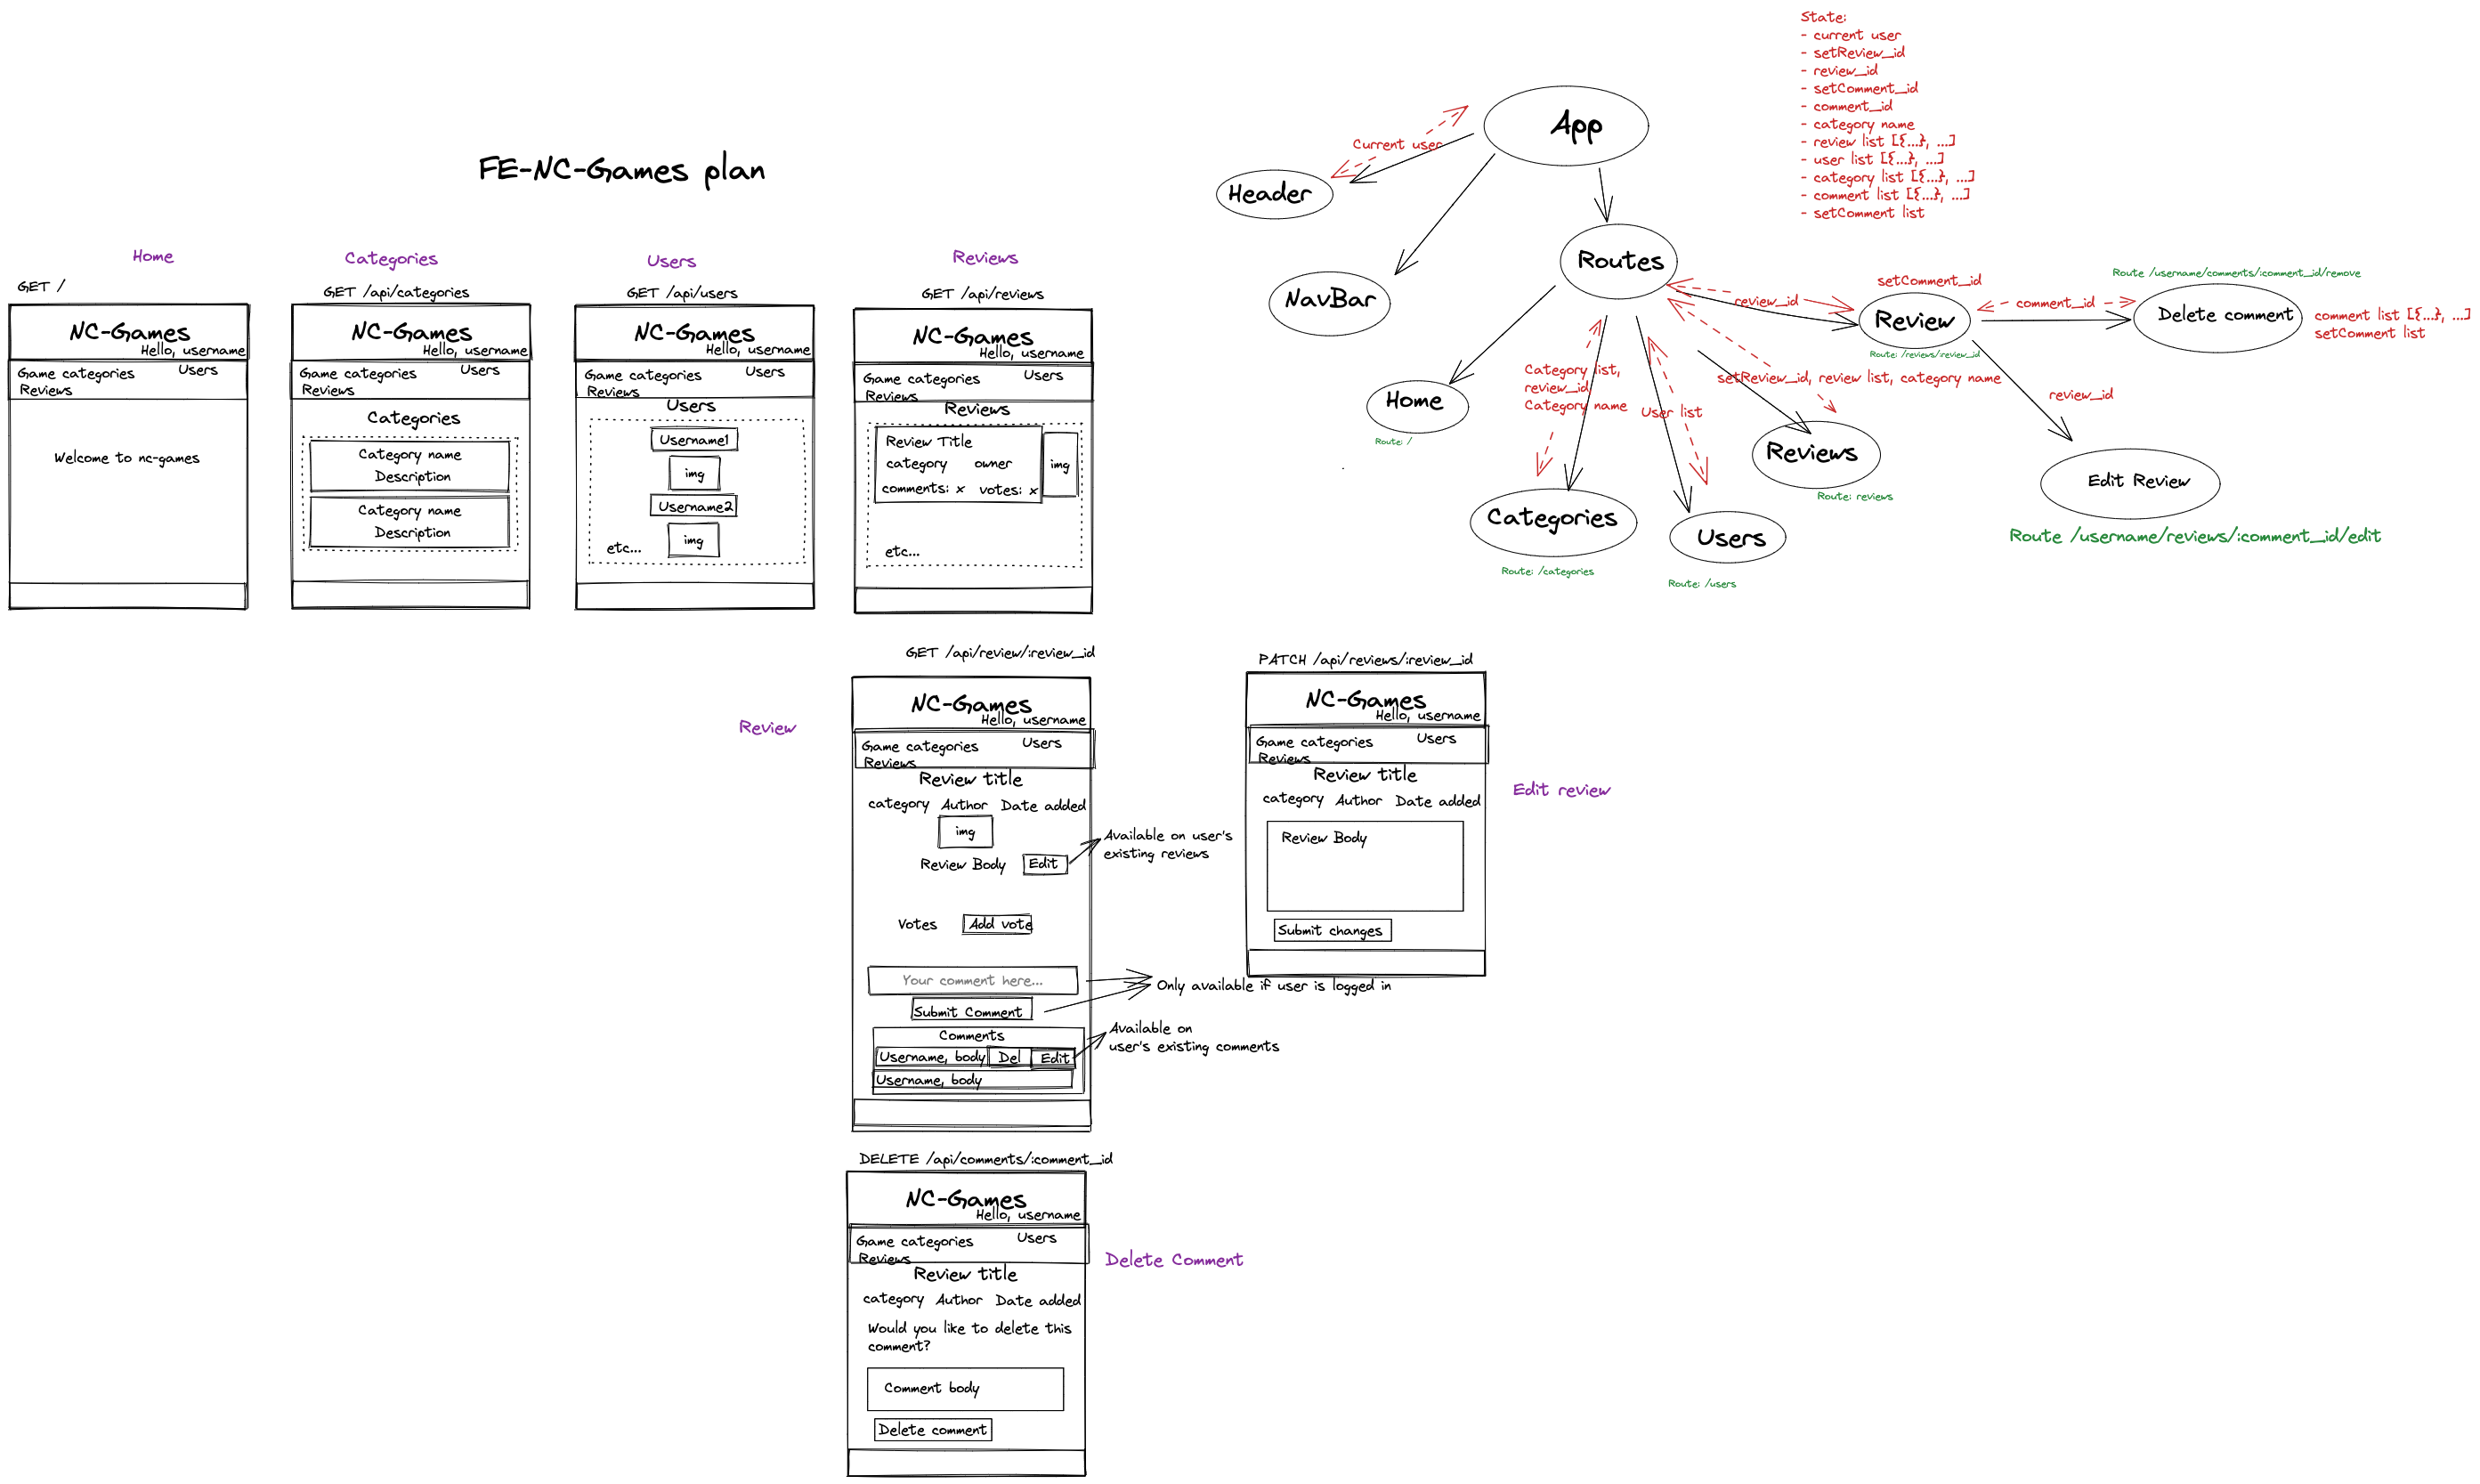 FE-NC-Games plan
Home
GET /
NC-Games
Hello, username
Game categories
Users
Reviews
Welcome to nc-games
Categories
GET /api/categories
NC-Games
Hello, username
Game categories
Users
Reviews
Categories
Category name
Description
Category name
Description
Users
GET /api/users
NC-Games
Hello, username
Game categories
Users
Reviews
Users
Username1
img
Username2
img
etc...
Reviews
GET /api/reviews
NC-Games
Hello, username
Game categories
Users
Reviews
Reviews
Review Title
category owner
comments: x votes: x
img
etc...
State:
- current user
- setReview_id
- review_id
- setComment_id
- comment_id
- category name
- review list [{...}, ...]
- user list [{...}, ...]
- category list [{...}, ...]
- comment list [{...}, ...]
- setComment list
App
Current user
Header
NavBar
Routes
Home
Route: /
Category list,
review_id
Category name
Categories
Route: /categories
User list
Users
Route: /users
setReview_id, review list, category name
Reviews
Route: reviews
review_id
setComment_id
Review
Route: /reviews/:review_id
comment_id
Route /username/comments/:comment_id/remove
Delete comment
comment list [{...}, ...]
setComment list
review_id
Edit Review
Route /username/reviews/:comment_id/edit
Review
GET /api/review/:review_id
NC-Games
Hello, username
Game categories
Users
Reviews
Review title
category Author Date added
img
Review Body
Edit
Available on user's
existing reviews
Votes
Add vote
Your comment here...
Submit Comment
Only available if user is logged in
Comments
Username, body
Del
Edit
Username, body
Available on
user's existing comments
PATCH /api/reviews/:review_id
NC-Games
Hello, username
Game categories
Users
Reviews
Review title
category Author Date added
Review Body
Submit changes
Edit review
DELETE /api/comments/:comment_id
NC-Games
Hello, username
Game categories
Users
Reviews
Review title
category Author Date added
Would you like to delete this
comment?
Comment body
Delete comment
Delete Comment